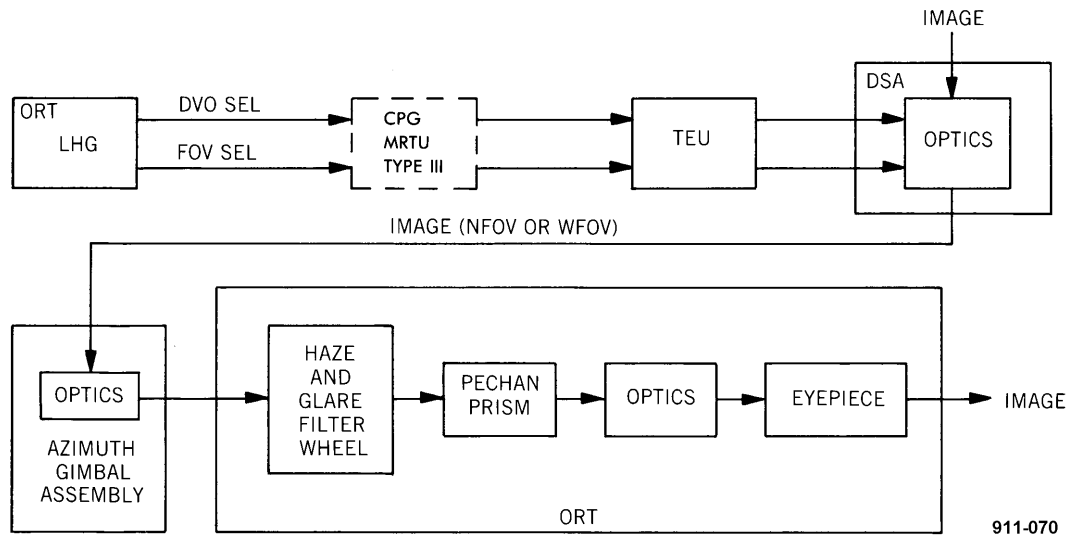 IMAGE
DSA
ORT
LHG
DVO SEL
FOV SEL
CPG
MRTU
TYPE III
TEU
OPTICS
IMAGE (NFOV OR WFOV)
OPTICS
AZIMUTH
GIMBAL
ASSEMBLY
HAZE
AND
GLARE
FILTER
WHEEL
PECHAN
PRISM
OPTICS
EYEPIECE
IMAGE
ORT
911-070